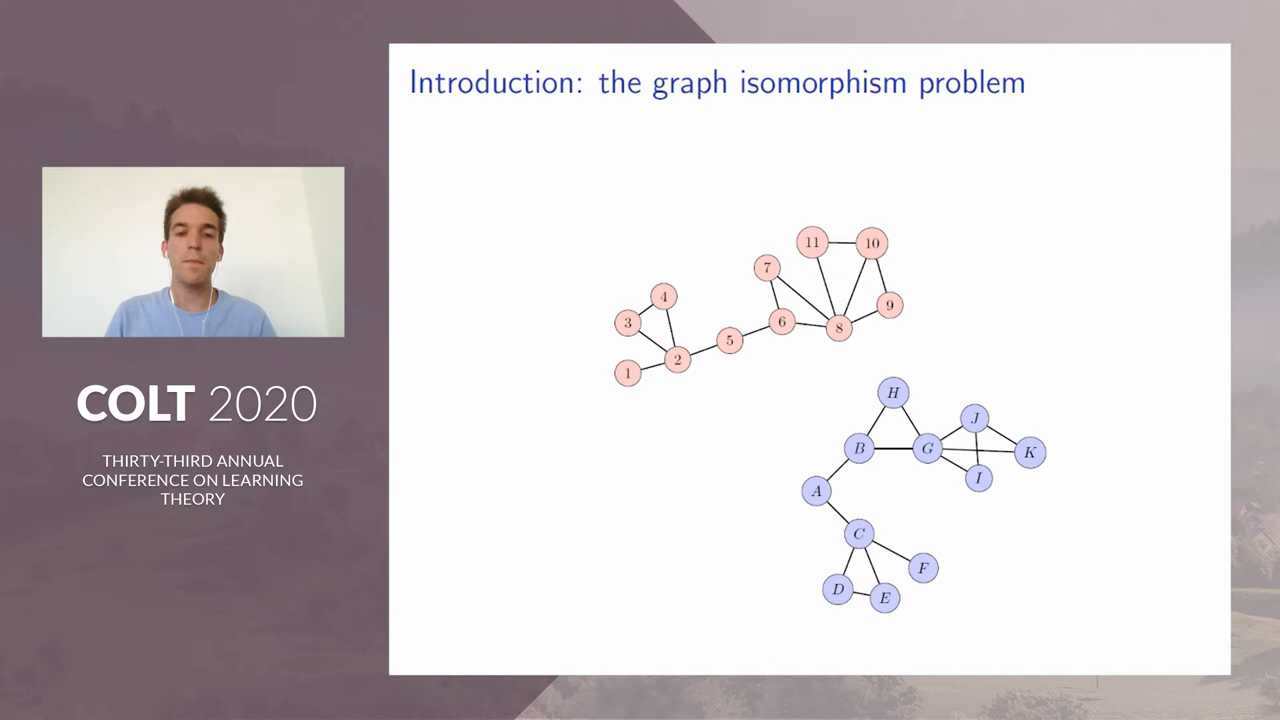 Introduction: the graph isomorphism problem
COLT 2020
THIRTY-THIRD ANNUAL
CONFERENCE ON LEARNING
THEORY
11
10
7
4
9
3
6
8
5
2
1
H
J
B
G
K
I
A
C
F
D
E